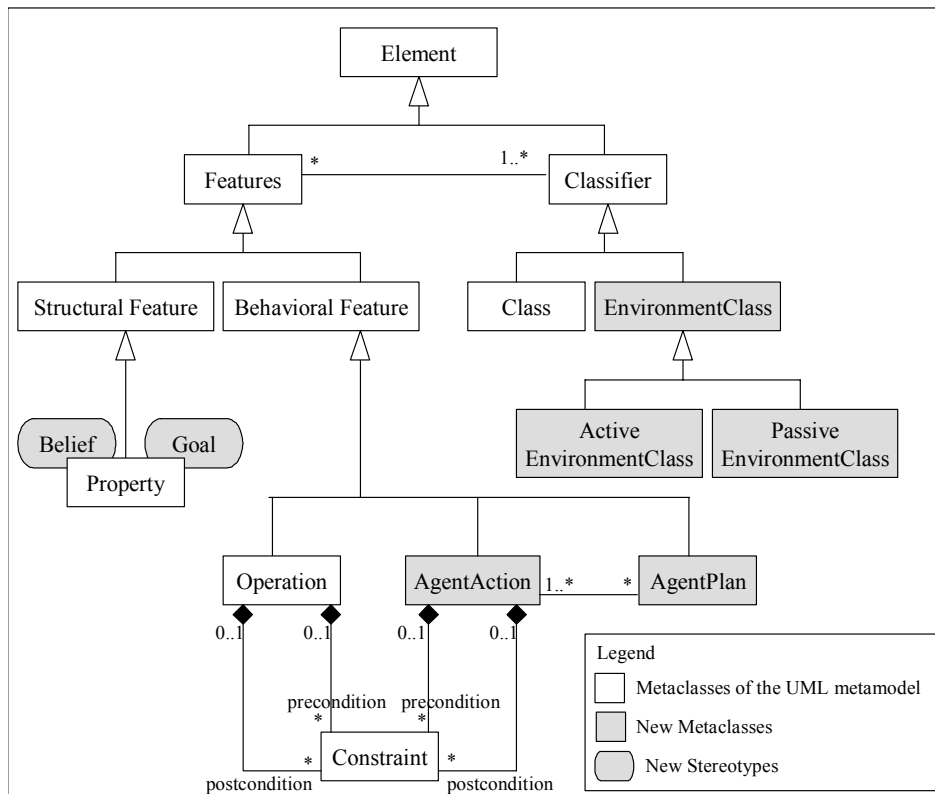 Element
Features
*
1..*
Classifier
Structural Feature
Behavioral Feature
Class
EnvironmentClass
Belief
Goal
Property
Active
EnvironmentClass
Passive
EnvironmentClass
Operation
AgentAction
1..*
*
AgentPlan
0..1
0..1
0..1
0..1
precondition
precondition
*
*
*
Constraint
*
postcondition
postcondition
Legend
Metaclasses of the UML metamodel
New Metaclasses
New Stereotypes